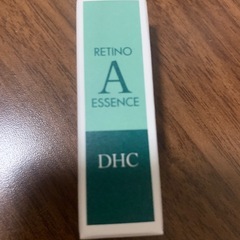 RETINO
A
ESSENCE
DHC